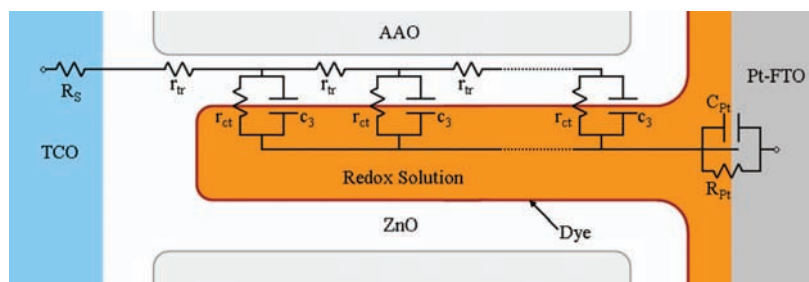 AAO
Pt-FTO
R_S
r_tr
r_tr
r_tr
C_Pt
r_ct
c_3
r_ct
c_3
r_ct
c_3
TCO
Redox Solution
R_Pt
ZnO
Dye